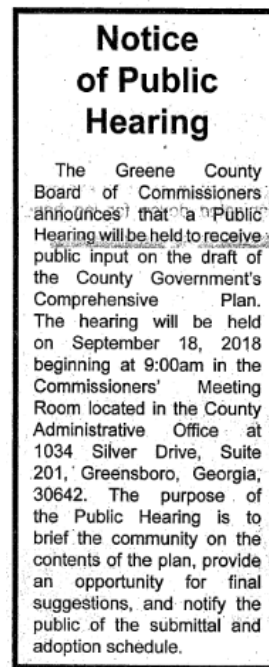 Notice
of Public
Hearing
The Greene County
Board of Commissioners
announces that a Public
Hearing will be held to receive
public input on the draft of
the County Government's
Comprehensive Plan.
The hearing will be held
on September 18, 2018
beginning at 9:00am in the
Commissioners' Meeting
Room located in the County
Administrative Office at
1034 Silver Drive, Suite
201, Greensboro, Georgia,
30642. The purpose of
the Public Hearing is to
brief the community on the
contents of the plan, provide
an opportunity for final
suggestions, and notify the
public of the submittal and
adoption schedule.